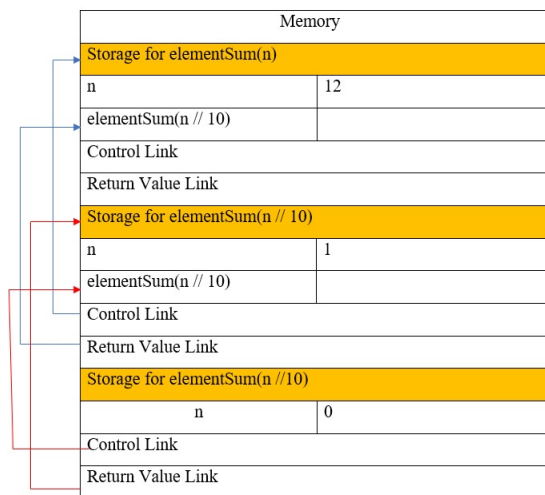 Memory
Storage for elementSum(n)
n 12
elementSum(n // 10)
Control Link
Return Value Link
Storage for elementSum(n // 10)
n 1
elementSum(n // 10)
Control Link
Return Value Link
Storage for elementSum(n //10)
n 0
Control Link
Return Value Link